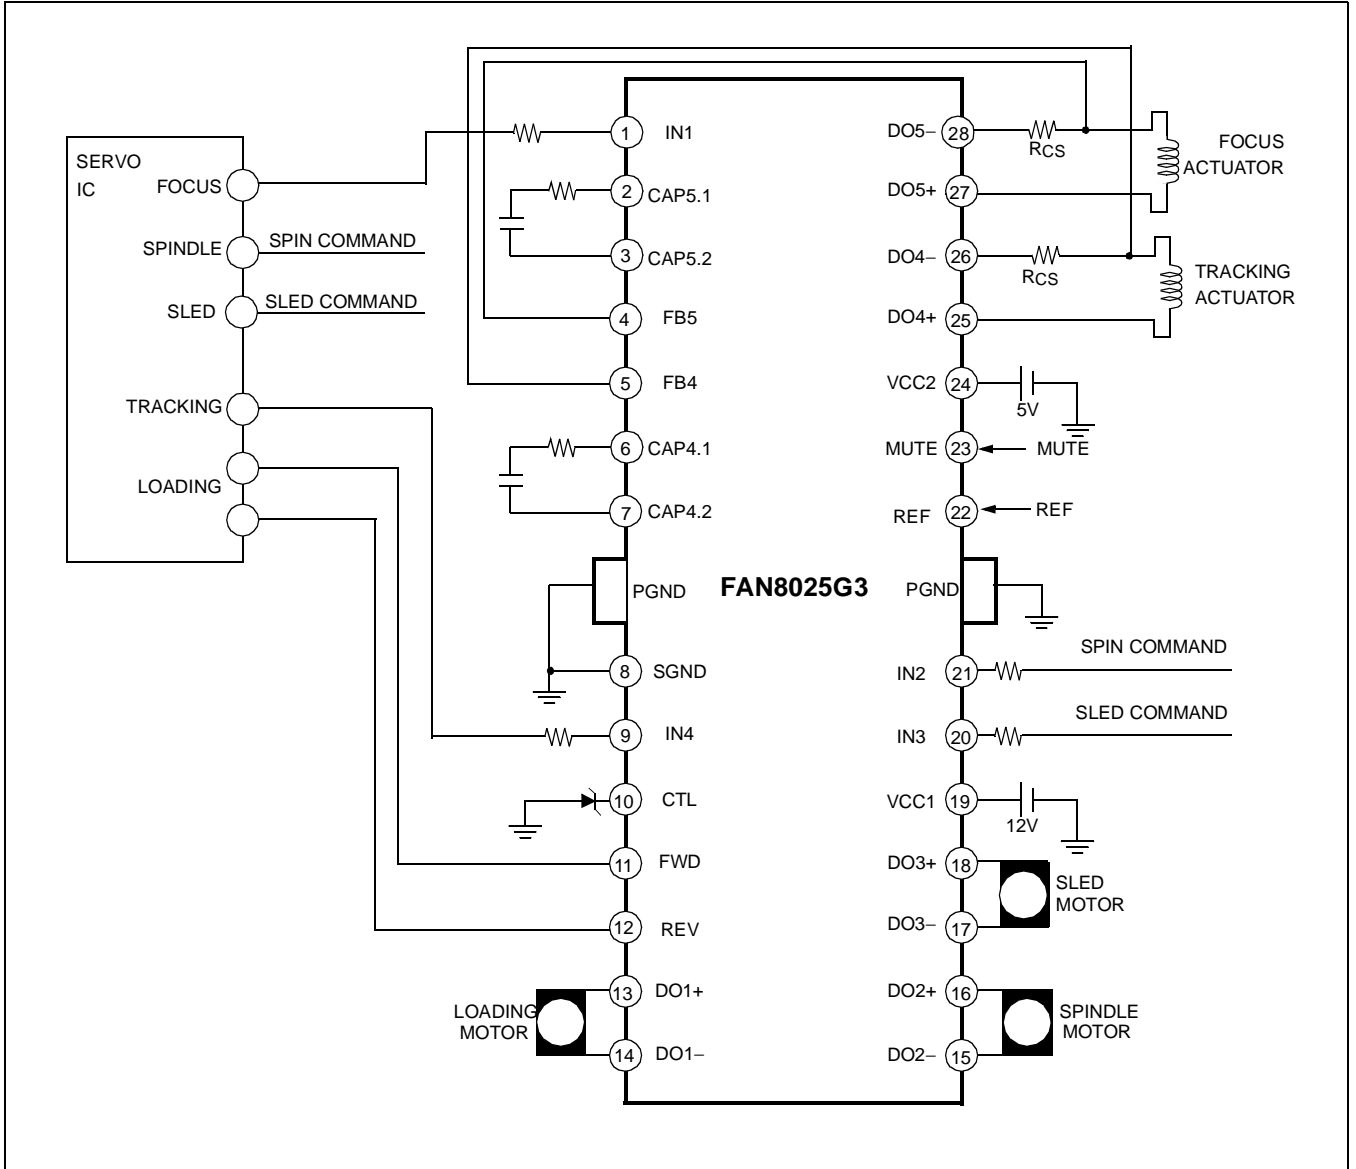 SERVO
IC
FOCUS
SPINDLE
SPIN COMMAND
SLED
SLED COMMAND
TRACKING
LOADING
1 IN1
2 CAP5.1
3 CAP5.2
4 FB5
5 FB4
6 CAP4.1
7 CAP4.2
PGND
8 SGND
9 IN4
10 CTL
11 FWD
12 REV
13 DO1+
14 DO1−
LOADING
MOTOR
FAN8025G3
DO5− 28
RCS
FOCUS
ACTUATOR
DO5+ 27
DO4− 26
RCS
TRACKING
ACTUATOR
DO4+ 25
VCC2 24
5V
MUTE 23 MUTE
REF 22 REF
PGND
SPIN COMMAND
IN2 21
SLED COMMAND
IN3 20
VCC1 19
12V
DO3+ 18
SLED
MOTOR
DO3− 17
DO2+ 16
SPINDLE
MOTOR
DO2− 15